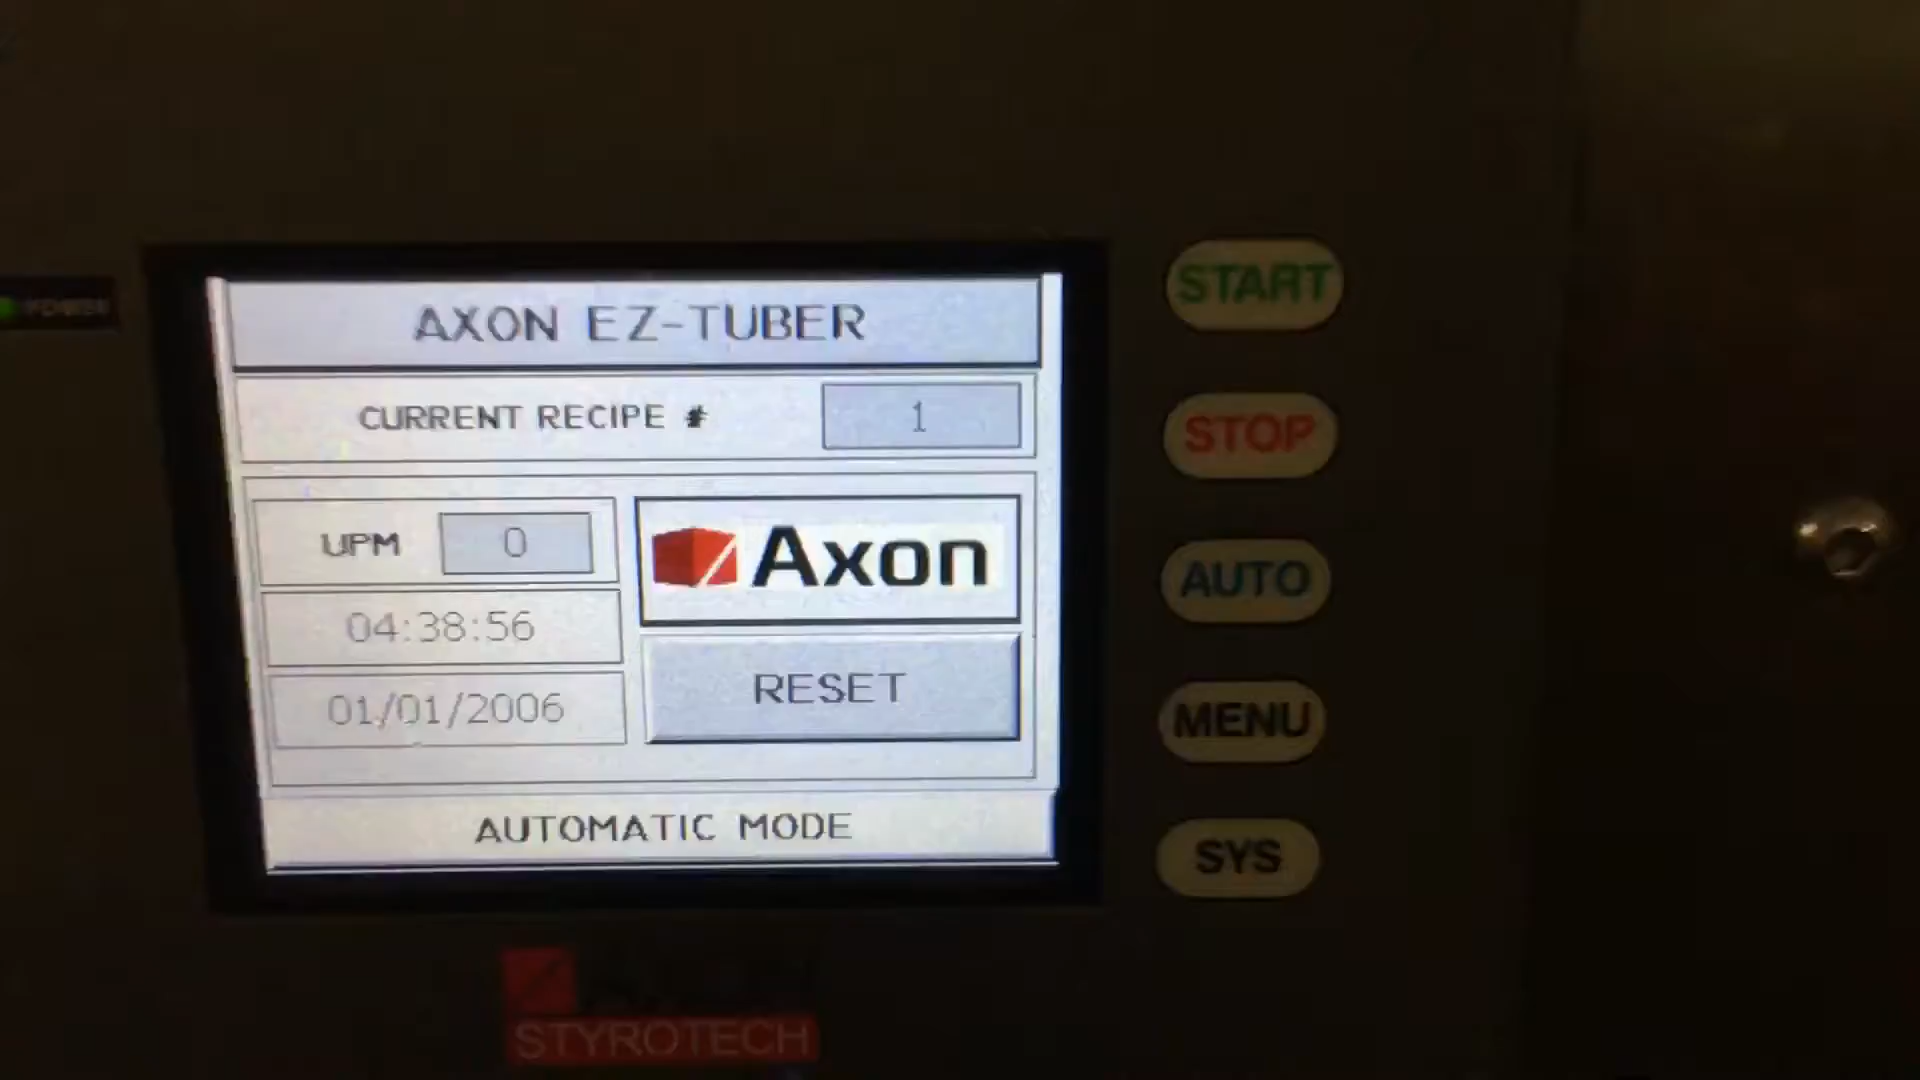 AXON EZ-TUBER
CURRENT RECIPE # 1
UPM 0
Axon
04:38:56
RESET
01/01/2006
AUTOMATIC MODE
POWER
START
STOP
AUTO
MENU
SYS
STYROTECH